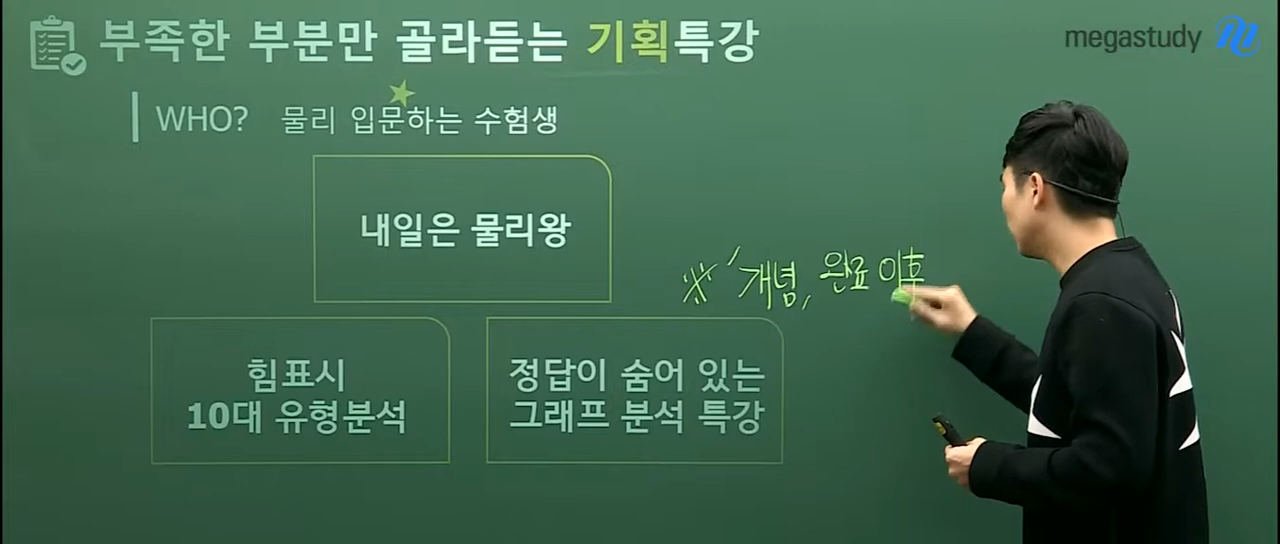 부족한 부분만 골라듣는 기획특강
megastudy
WHO? 물리 입문하는 수험생
내일은 물리왕
※ '개념, 완료 이후
힘표시
10대 유형분석
정답이 숨어 있는
그래프 분석 특강